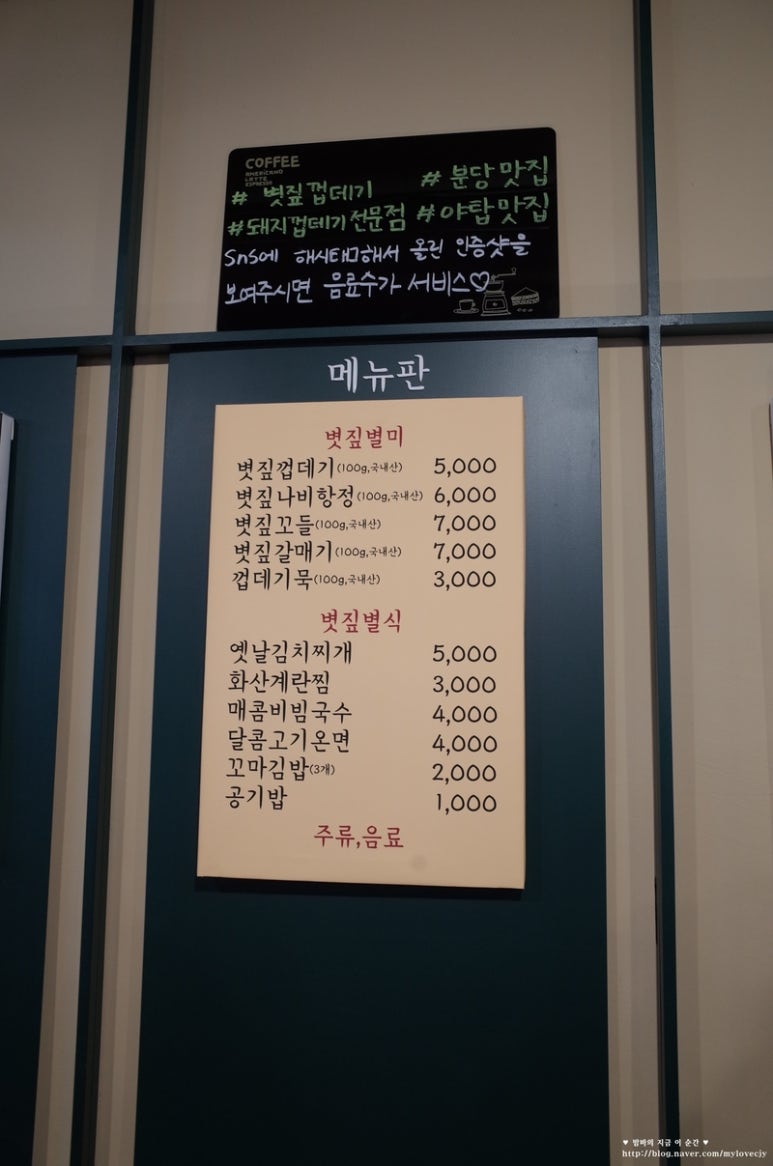 COFFEE
AMERICANO
LATTE
ESPRESSO
# 볏짚껍데기 # 분당맛집
#돼지껍데기전문점 #야탑맛집
SnS에 해시태그해서 올린 인증샷을
보여주시면 음료수가 서비스♡
메뉴판
볏짚별미
볏짚껍데기(100g,국내산) 5,000
볏짚나비항정(100g,국내산) 6,000
볏짚꼬들(100g,국내산) 7,000
볏짚갈매기(100g,국내산) 7,000
껍데기묵(100g,국내산) 3,000
볏짚별식
옛날김치찌개 5,000
화산계란찜 3,000
매콤비빔국수 4,000
달콤고기온면 4,000
꼬마김밥(3개) 2,000
공기밥 1,000
주류,음료
♥ 밤바의 지금 이 순간 ♥
http://blog.naver.com/mylovecjy